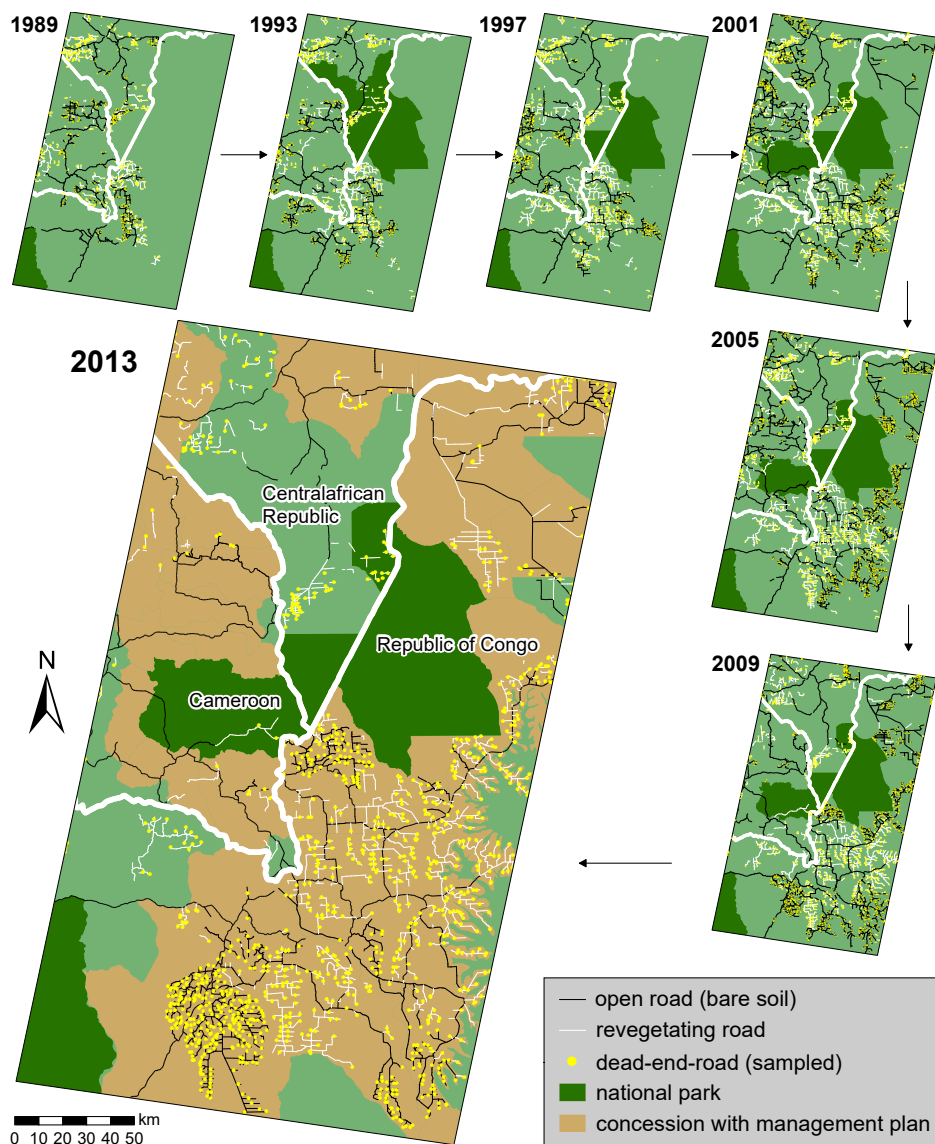 1989
1993
1997
2001
2005
2013
Centralafrican
Republic
Republic of Congo
2009
Cameroon
N
open road (bare soil)
revegetating road
dead-end-road (sampled)
national park
concession with management plan
km
0 10 20 30 40 50